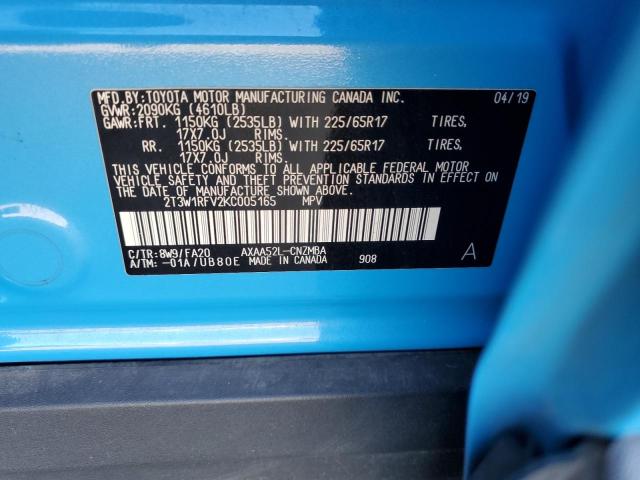 MFD.BY:TOYOTA MOTOR MANUFACTURING CANADA INC. 04/19
GVWR:2090KG (4610LB)
GAWR:FRT. 1150KG (2535LB) WITH 225/65R17 TIRES,
17X7.0J RIMS.
RR. 1150KG (2535LB) WITH 225/65R17 TIRES,
17X7.0J RIMS.
THIS VEHICLE CONFORMS TO ALL APPLICABLE FEDERAL MOTOR
VEHICLE SAFETY AND THEFT PREVENTION STANDARDS IN EFFECT
ON THE DATE OF MANUFACTURE SHOWN ABOVE.
2T3W1RFV2KC005165 MPV
C/TR:8W9/FA20 AXAA52L-CNZMBA A
A/TM:-01A/UB80E MADE IN CANADA 908